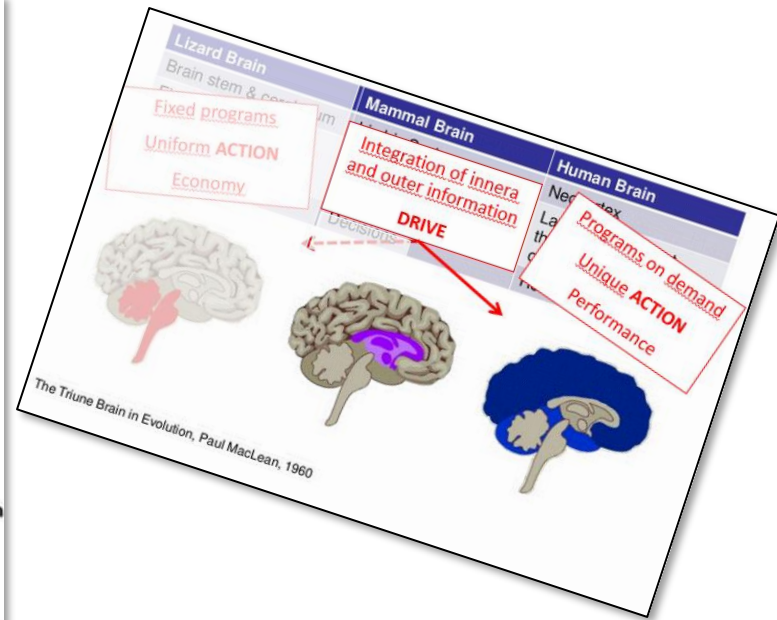 Lizard Brain
Mammal Brain
Human Brain
Brain stem &
Fixed programs
Uniform ACTION
Economy
Integration of innera
and outer information
DRIVE
Decisions
Programs on demand
Unique ACTION
Performance
The Triune Brain in Evolution, Paul MacLean, 1960